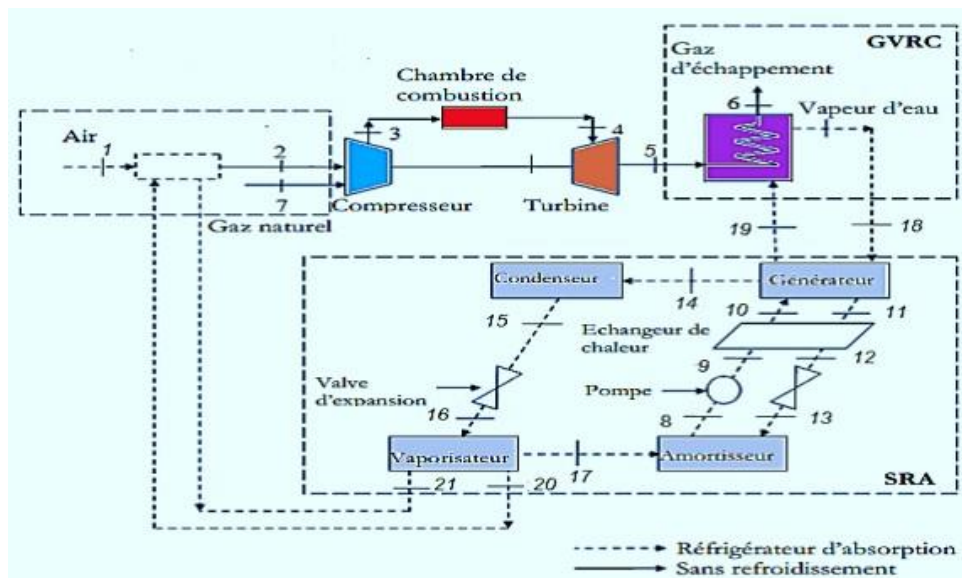 GVRC
Gaz
d'échappement
6
Vapeur d'eau
Chambre de
combustion
3
4
Air
1
2
5
7
Compresseur
Turbine
Gaz naturel
19
18
Condenseur
Générateur
14
10
11
15
Echangeur de
chaleur
9
12
Valve
d'expansion
Pompe
16
8
13
Vaporisateur
17
Amortisseur
SRA
21
20
Réfrigérateur d'absorption
Sans refroidissement